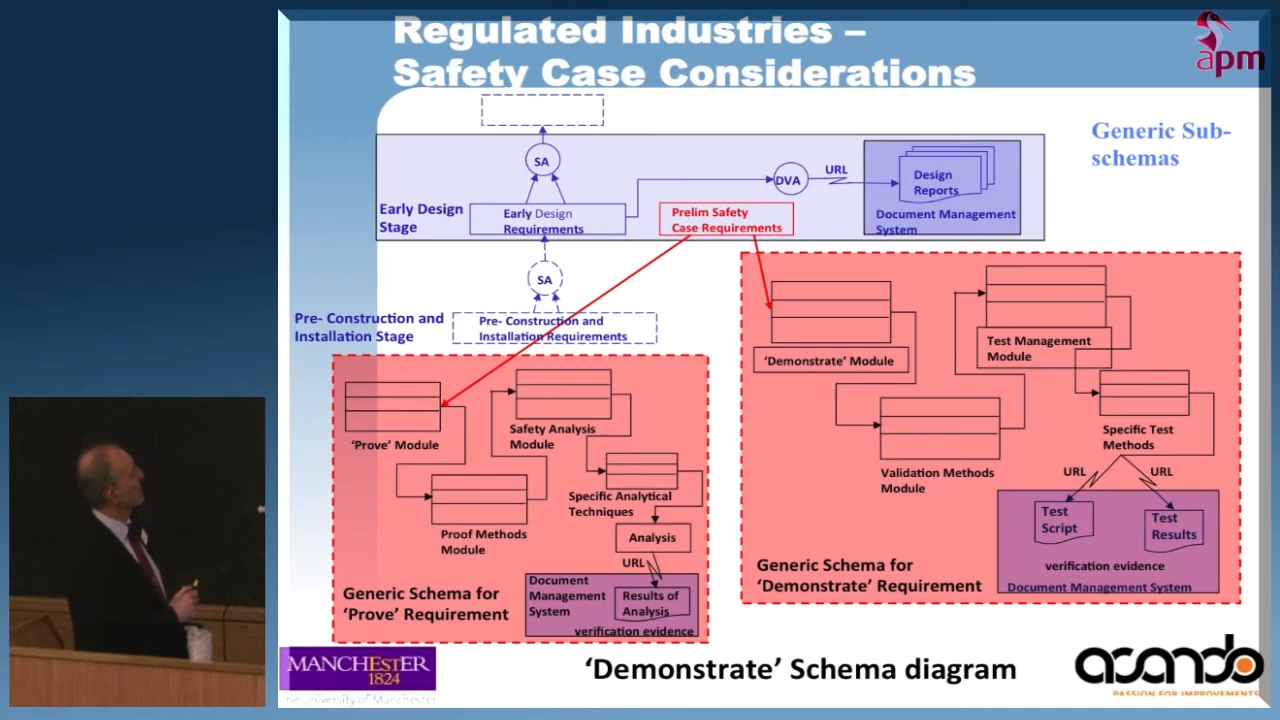 Regulated Industries –
Safety Case Considerations
apm
Generic Sub-
schemas
SA
Early Design
Stage
Early Design
Requirements
DVA
URL
Design
Reports
Document Management
System
Prelim Safety
Case Requirements
SA
Pre- Construction and
Installation Stage
Pre- Construction and
Installation Requirements
‘Prove’ Module
Safety Analysis
Module
Proof Methods
Module
Specific Analytical
Techniques
Analysis
URL
Document
Management
System
Results of
Analysis
verification evidence
Generic Schema for
‘Prove’ Requirement
‘Demonstrate’ Module
Test Management
Module
Validation Methods
Module
Specific Test
Methods
URL
URL
Test
Script
Test
Results
verification evidence
Document Management System
Generic Schema for
‘Demonstrate’ Requirement
MANCHESTER
1824
The University of Manchester
‘Demonstrate’ Schema diagram
asando
PASSION FOR IMPROVEMENTS